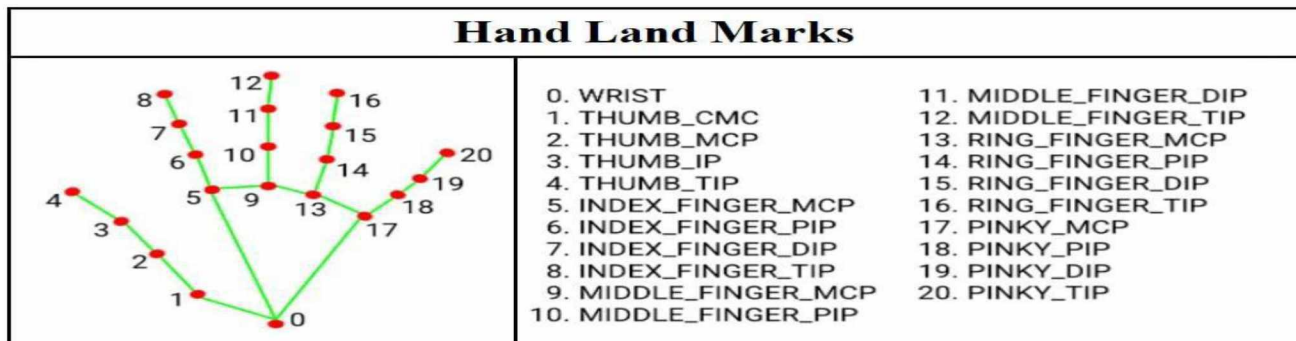 Hand Land Marks
12
8
16
11
7
15
20
6
10
14
19
4
5
9
13
18
3
17
2
1
0
0. WRIST
1. THUMB_CMC
2. THUMB_MCP
3. THUMB_IP
4. THUMB_TIP
5. INDEX_FINGER_MCP
6. INDEX_FINGER_PIP
7. INDEX_FINGER_DIP
8. INDEX_FINGER_TIP
9. MIDDLE_FINGER_MCP
10. MIDDLE_FINGER_PIP
11. MIDDLE_FINGER_DIP
12. MIDDLE_FINGER_TIP
13. RING_FINGER_MCP
14. RING_FINGER_PIP
15. RING_FINGER_DIP
16. RING_FINGER_TIP
17. PINKY_MCP
18. PINKY_PIP
19. PINKY_DIP
20. PINKY_TIP